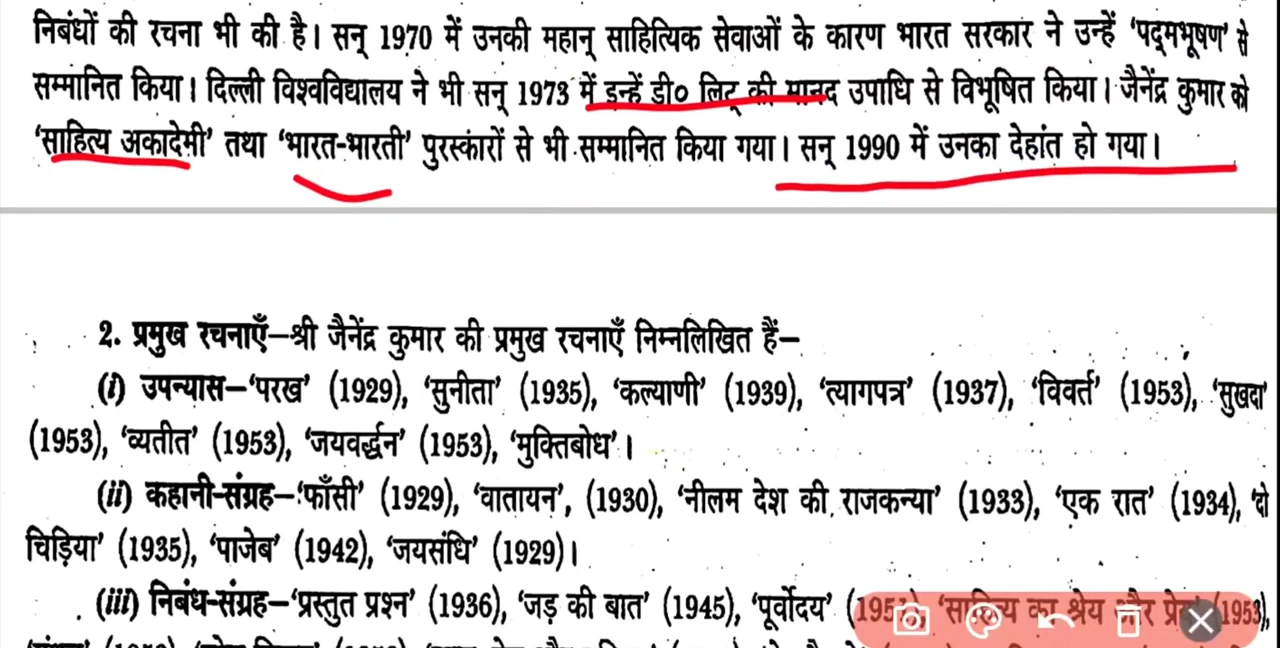 निबंधों की रचना भी की है। सन् 1970 में उनकी महान् साहित्यिक सेवाओं के कारण भारत सरकार ने उन्हें 'पद्मभूषण' से
सम्मानित किया। दिल्ली विश्वविद्यालय ने भी सन् 1973 में इन्हें डी० लिट् की मानद उपाधि से विभूषित किया। जैनेंद्र कुमार को
'साहित्य अकादेमी' तथा 'भारत-भारती' पुरस्कारों से भी सम्मानित किया गया। सन् 1990 में उनका देहांत हो गया।
2. प्रमुख रचनाएँ—श्री जैनेंद्र कुमार की प्रमुख रचनाएँ निम्नलिखित हैं—
(i) उपन्यास—'परख' (1929), 'सुनीता' (1935), 'कल्याणी' (1939), 'त्यागपत्र' (1937), 'विवर्त' (1953), 'सुखदा'
(1953), 'व्यतीत' (1953), 'जयवर्द्धन' (1953), 'मुक्तिबोध'।
(ii) कहानी-संग्रह—'फाँसी' (1929), 'वातायन', (1930), 'नीलम देश की राजकन्या' (1933), 'एक रात' (1934), 'दो
चिड़िया' (1935), 'पाजेब' (1942), 'जयसंधि' (1929)।
(iii) निबंध-संग्रह—'प्रस्तुत प्रश्न' (1936), 'जड़ की बात' (1945), 'पूर्वोदय' 'साहित्य का श्रेय और (1953),